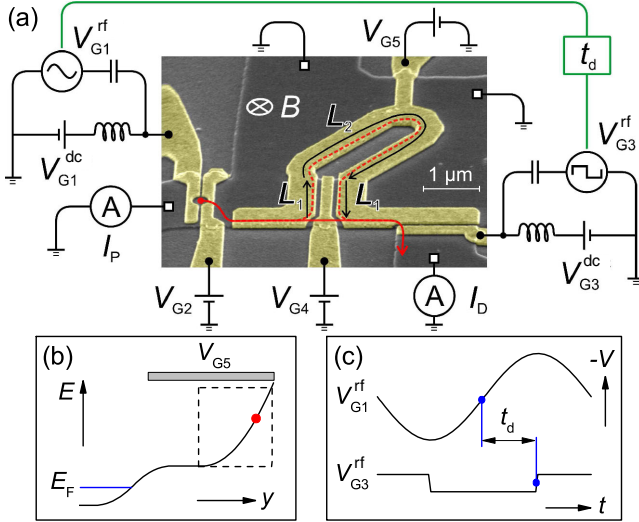 (a)
V_G1^rf
V_G5
t_d
B
L_2
V_G3^rf
V_G1^dc
1 µm
L_1
L_1
A
I_P
V_G3^dc
V_G2
V_G4
A
I_D
(b)
V_G5
E
E_F
y
(c)
-V
V_G1^rf
t_d
V_G3^rf
t